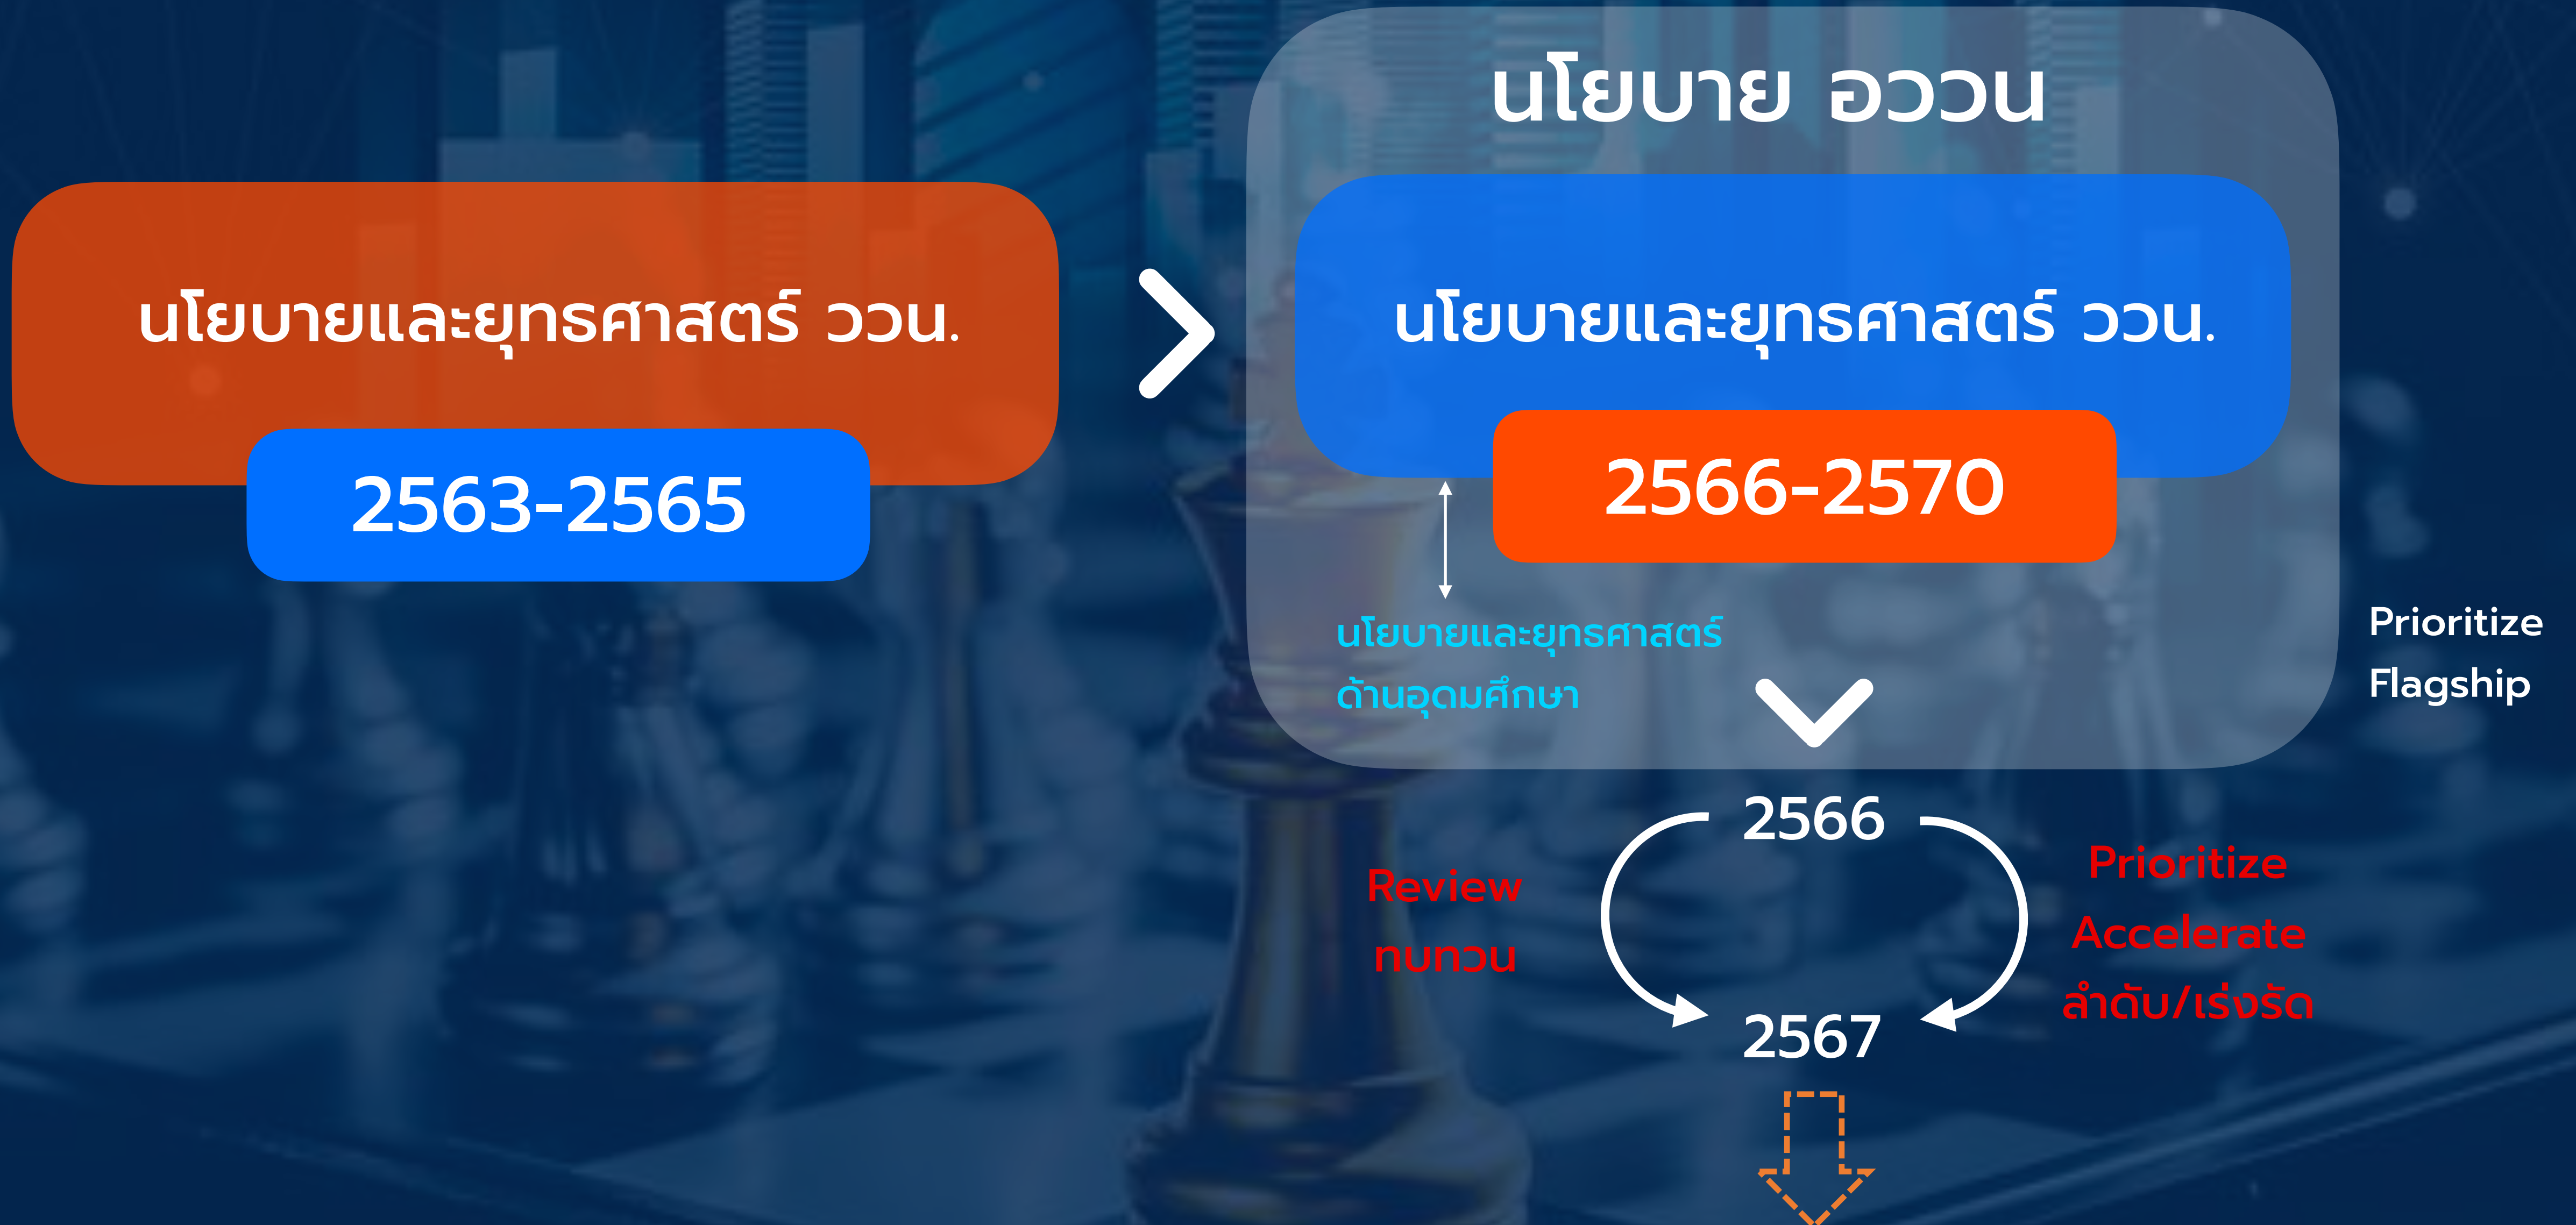 นโยบายและยุทธศาสตร์ ววน.
2563-2565
นโยบาย อววน
นโยบายและยุทธศาสตร์ ววน.
2566-2570
นโยบายและยุทธศาสตร์
ด้านอุดมศึกษา
Prioritize
Flagship
2566
Review
ทบทวน
Prioritize
Accelerate
ลำดับ/เร่งรัด
2567